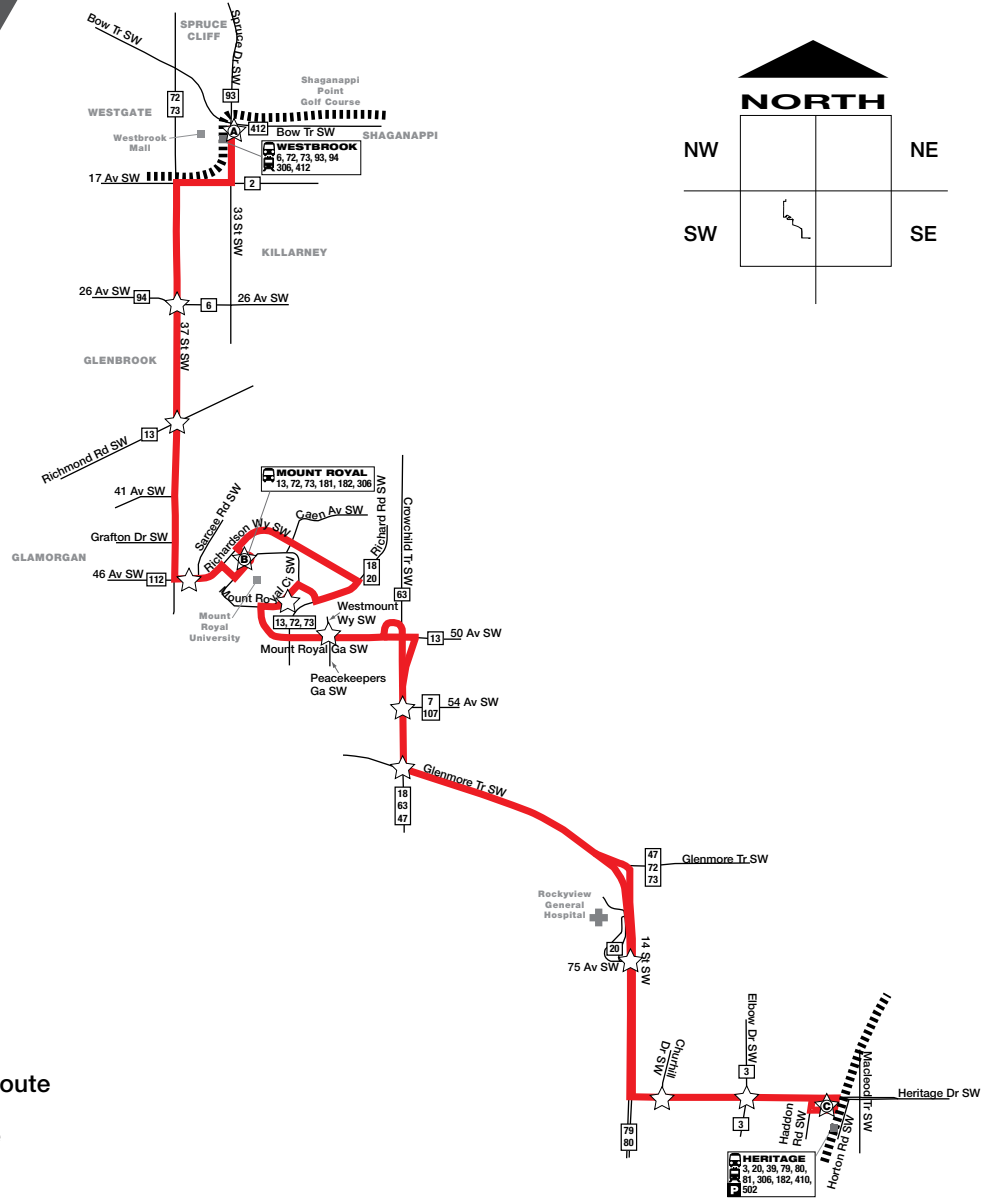 SPRUCE
CLIFF
Bow Tr SW
Spruce Dr SW
93
72
73
WESTGATE
Shaganappi
Point
Golf Course
A
412
Bow Tr SW
SHAGANAPPI
Westbrook
Mall
WESTBROOK
6, 72, 73, 93, 94
306, 412
17 Av SW
2
33 St SW
KILLARNEY
26 Av SW
94
6
26 Av SW
37 St SW
GLENBROOK
13
Richmond Rd SW
41 Av SW
Grafton Dr SW
GLAMORGAN
46 Av SW
112
Sarcee Rd SW
Richardson Wy SW
MOUNT ROYAL
13, 72, 73, 181, 182, 306
Caen Av SW
Richard Rd SW
Crowchild Tr SW
B
18
20
63
Mount Royal Ci SW
Mount
Royal
University
13, 72, 73
Westmount
Wy SW
Mount Royal Ga SW
13
50 Av SW
Peacekeepers
Ga SW
7
107
54 Av SW
Glenmore Tr SW
18
63
47
47
72
73
Glenmore Tr SW
Rockyview
General
Hospital
20
75 Av SW
14 St SW
Churhill
Dr SW
Elbow Dr SW
3
3
Haddon
Rd SW
C
Horton Rd SW
Macleod Tr SW
Heritage Dr SW
79
80
HERITAGE
3, 20, 39, 79, 80,
81, 306, 182, 410,
P
502
NORTH
NW
NE
SW
SE
oute